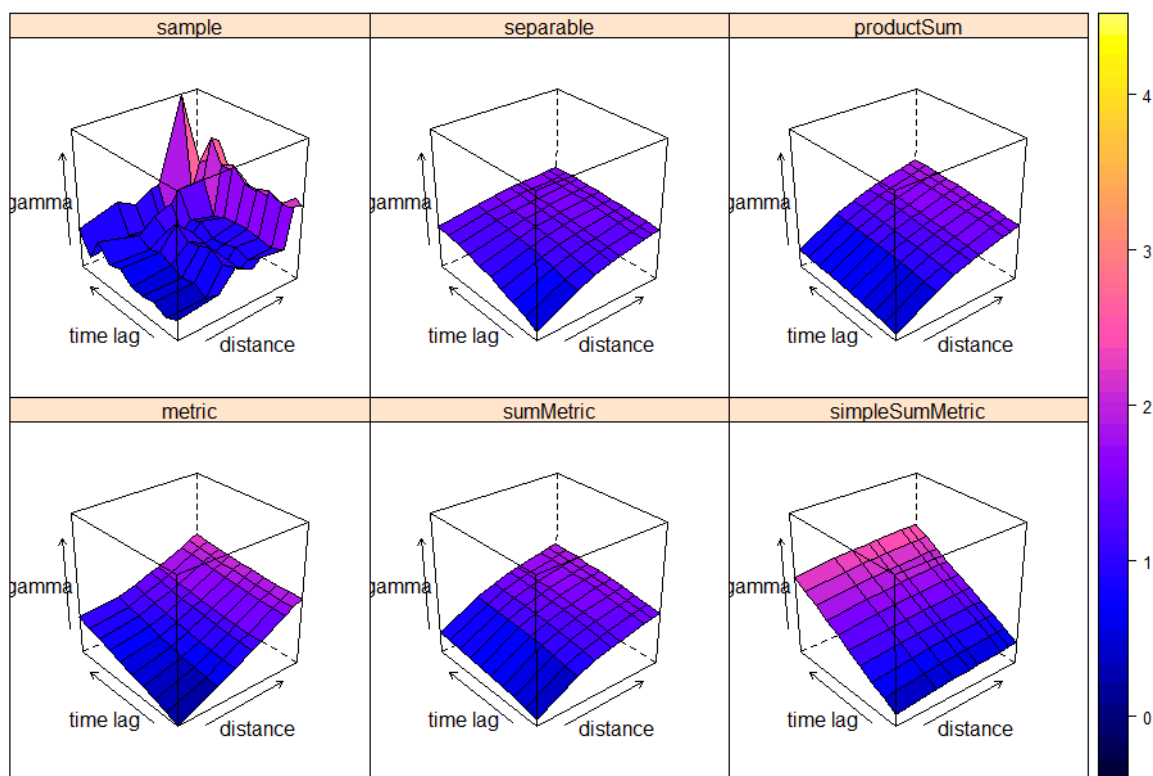 sample
separable
productSum
gamma
time lag
distance
gamma
time lag
distance
gamma
time lag
distance
metric
sumMetric
simpleSumMetric
gamma
time lag
distance
gamma
time lag
distance
gamma
time lag
distance
4
3
2
1
0